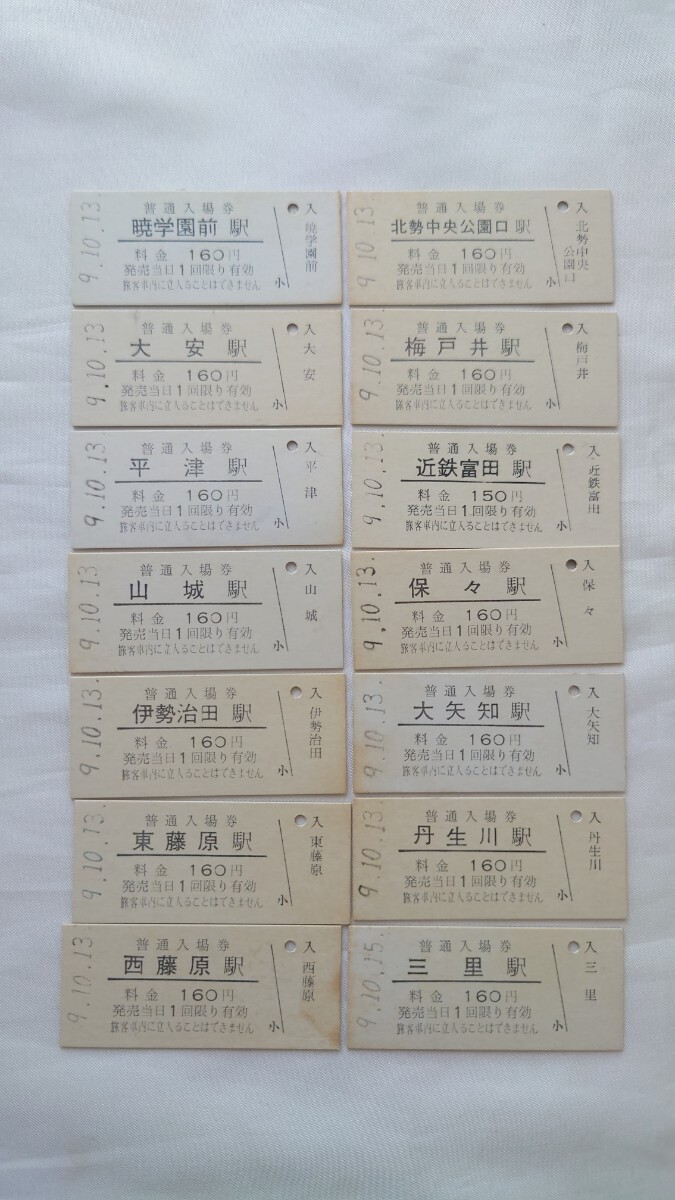 9.10.13.
普通入場券
暁学園前 駅
料金 160円
発売当日1回限り有効
旅客車内に立入ることはできません
小
入
暁学園前
9.10.13.
普通入場券
北勢中央公園口 駅
料金 160円
発売当日1回限り有効
旅客車内に立入ることはできません
小
入
北勢中央
公園口
9.10.13
普通入場券
大安駅
料金 160円
発売当日1回限り有効
旅客車内に立入ることはできません
小
入
大安
9.10.13.
普通入場券
梅戸井駅
料金 160円
発売当日1回限り有効
旅客車内に立入ることはできません
小
入
梅戸井
9.10.13
普通入場券
平津駅
料金 160円
発売当日1回限り有効
旅客車内に立入ることはできません
小
入
平津
9.10.13.
普通入場券
近鉄富田 駅
料金 150円
発売当日1回限り有効
旅客車内に立入ることはできません
小
入
近鉄富田
9.10.13.
普通入場券
山城駅
料金 160円
発売当日1回限り有効
旅客車内に立入ることはできません
小
入
山城
9.10.13.
普通入場券
保々駅
料金 160円
発売当日1回限り有効
旅客車内に立入ることはできません
小
入
保々
9.10.13.
普通入場券
伊勢治田 駅
料金 160円
発売当日1回限り有効
旅客車内に立入ることはできません
小
入
伊勢治田
9.10.13.
普通入場券
大矢知駅
料金 160円
発売当日1回限り有効
旅客車内に立入ることはできません
小
入
大矢知
9.10.13.
普通入場券
東藤原駅
料金 160円
発売当日1回限り有効
旅客車内に立入ることはできません
小
入
東藤原
9.10.13
普通入場券
丹生川駅
料金 160円
発売当日1回限り有効
旅客車内に立入ることはできません
小
入
丹生川
9.10.13
普通入場券
西藤原駅
料金 160円
発売当日1回限り有効
旅客車内に立入ることはできません
小
入
西藤原
9.10.15.
普通入場券
三里駅
料金 160円
発売当日1回限り有効
旅客車内に立入ることはできません
小
入
三里